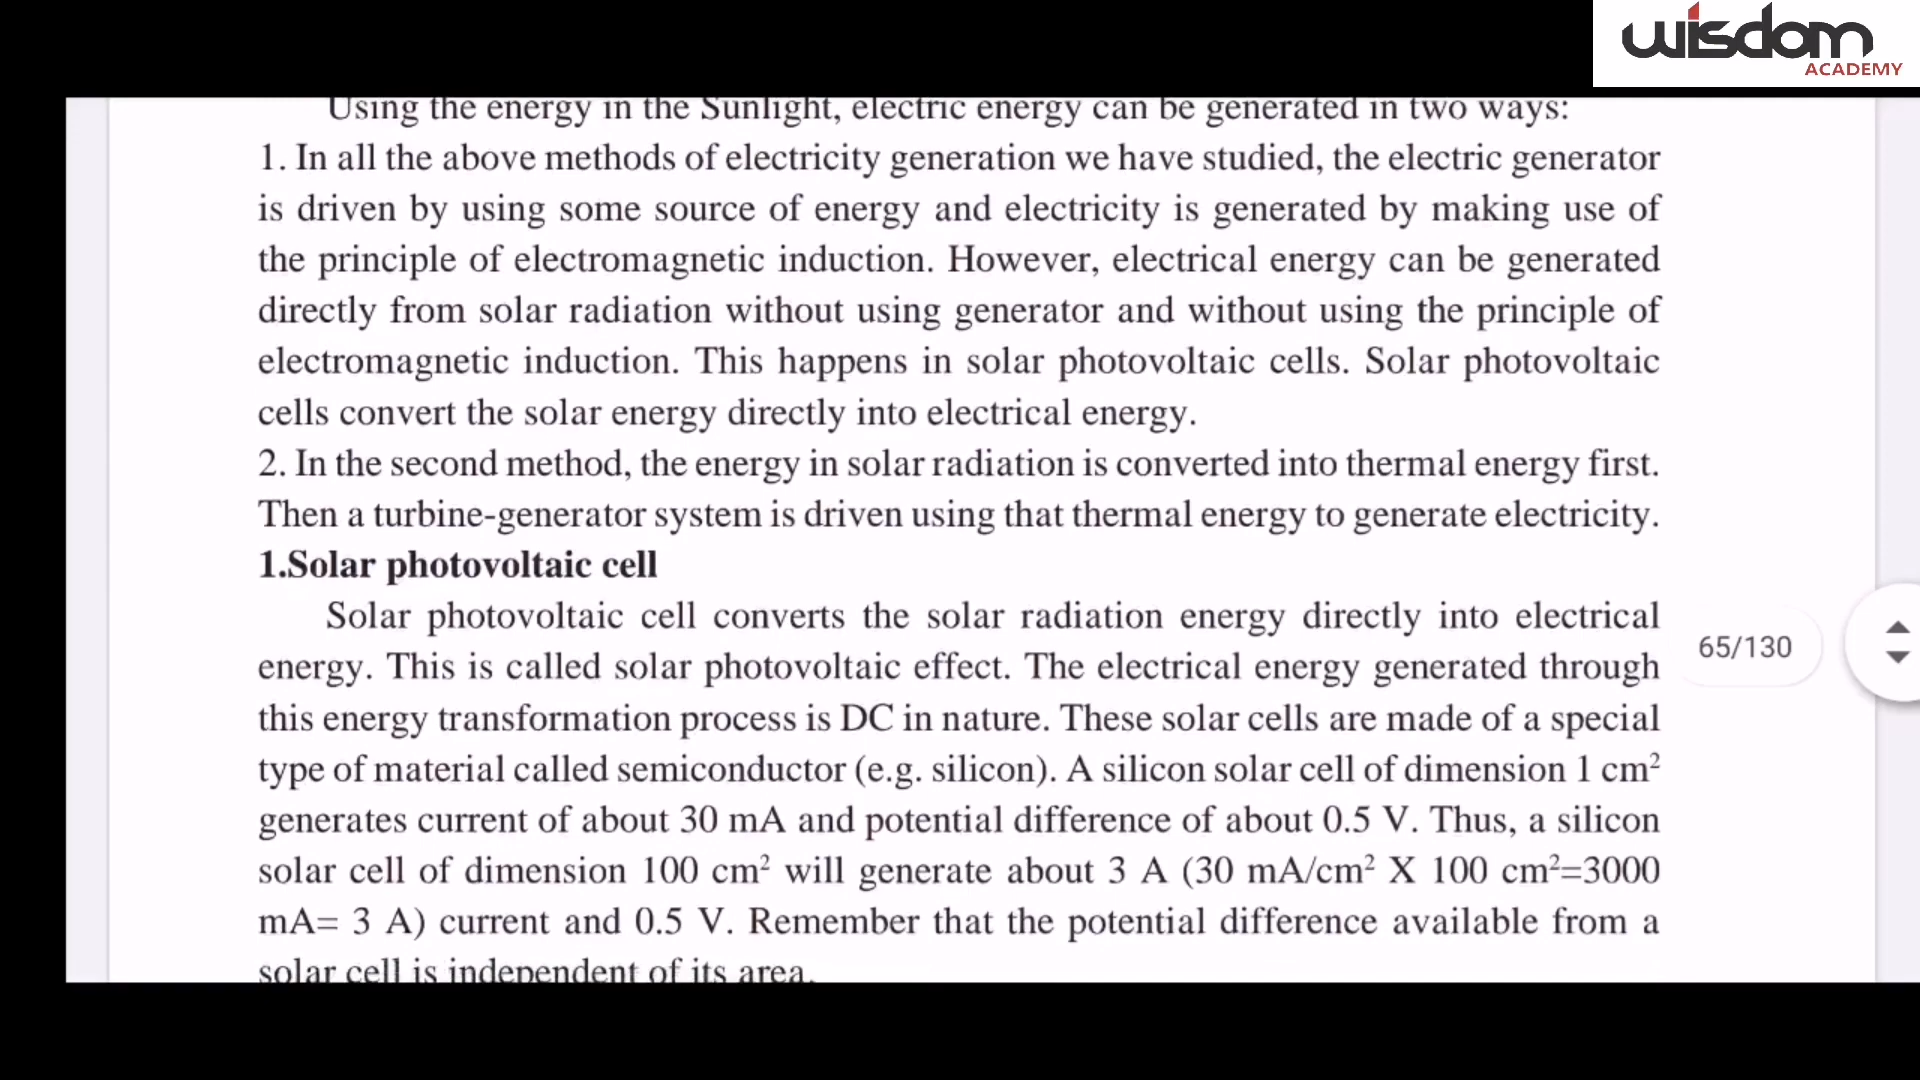 wisdom
ACADEMY
Using the energy in the Sunlight, electric energy can be generated in two ways:
1. In all the above methods of electricity generation we have studied, the electric generator
is driven by using some source of energy and electricity is generated by making use of
the principle of electromagnetic induction. However, electrical energy can be generated
directly from solar radiation without using generator and without using the principle of
electromagnetic induction. This happens in solar photovoltaic cells. Solar photovoltaic
cells convert the solar energy directly into electrical energy.
2. In the second method, the energy in solar radiation is converted into thermal energy first.
Then a turbine-generator system is driven using that thermal energy to generate electricity.
1.Solar photovoltaic cell
Solar photovoltaic cell converts the solar radiation energy directly into electrical
energy. This is called solar photovoltaic effect. The electrical energy generated through
65/130
this energy transformation process is DC in nature. These solar cells are made of a special
type of material called semiconductor (e.g. silicon). A silicon solar cell of dimension 1 cm²
generates current of about 30 mA and potential difference of about 0.5 V. Thus, a silicon
solar cell of dimension 100 cm² will generate about 3 A (30 mA/cm² X 100 cm²=3000
mA= 3 A) current and 0.5 V. Remember that the potential difference available from a
solar cell is independent of its area.